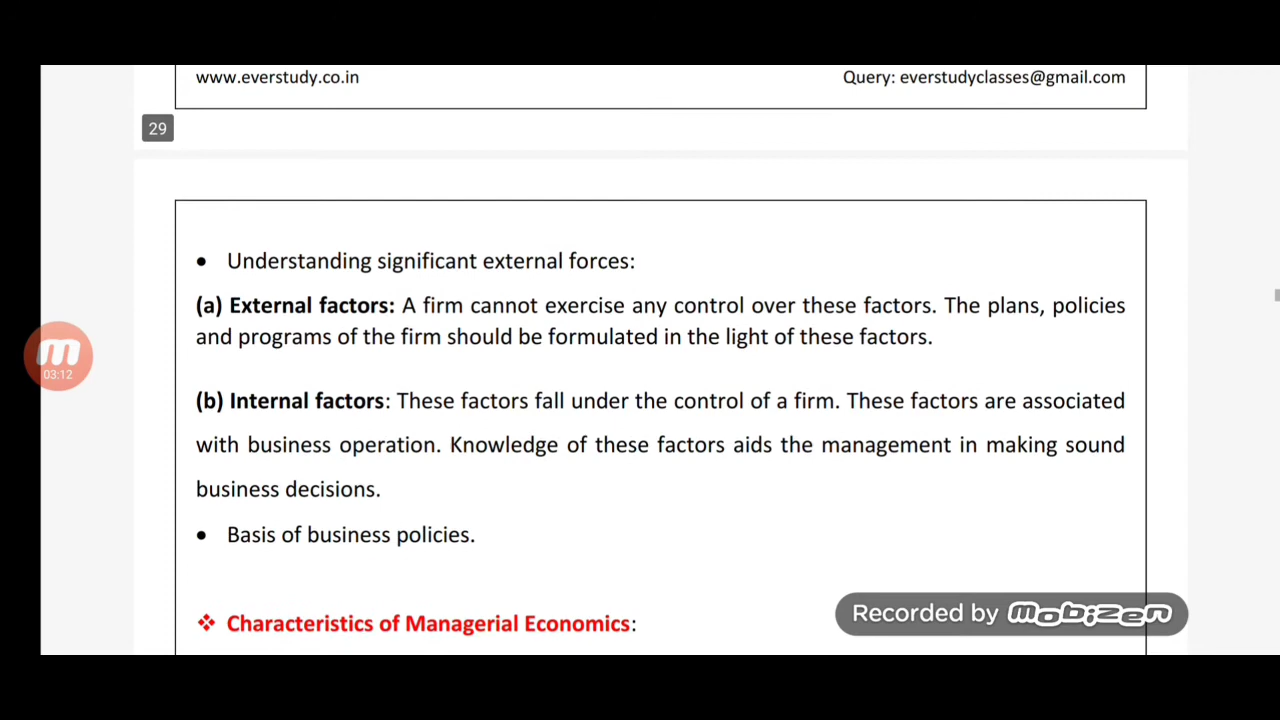 www.everstudy.co.in Query: everstudyclasses@gmail.com
29
• Understanding significant external forces:
(a) External factors: A firm cannot exercise any control over these factors. The plans, policies
and programs of the firm should be formulated in the light of these factors.
(b) Internal factors: These factors fall under the control of a firm. These factors are associated
with business operation. Knowledge of these factors aids the management in making sound
business decisions.
• Basis of business policies.
❖ Characteristics of Managerial Economics:
m
03:12
Recorded by mobizen